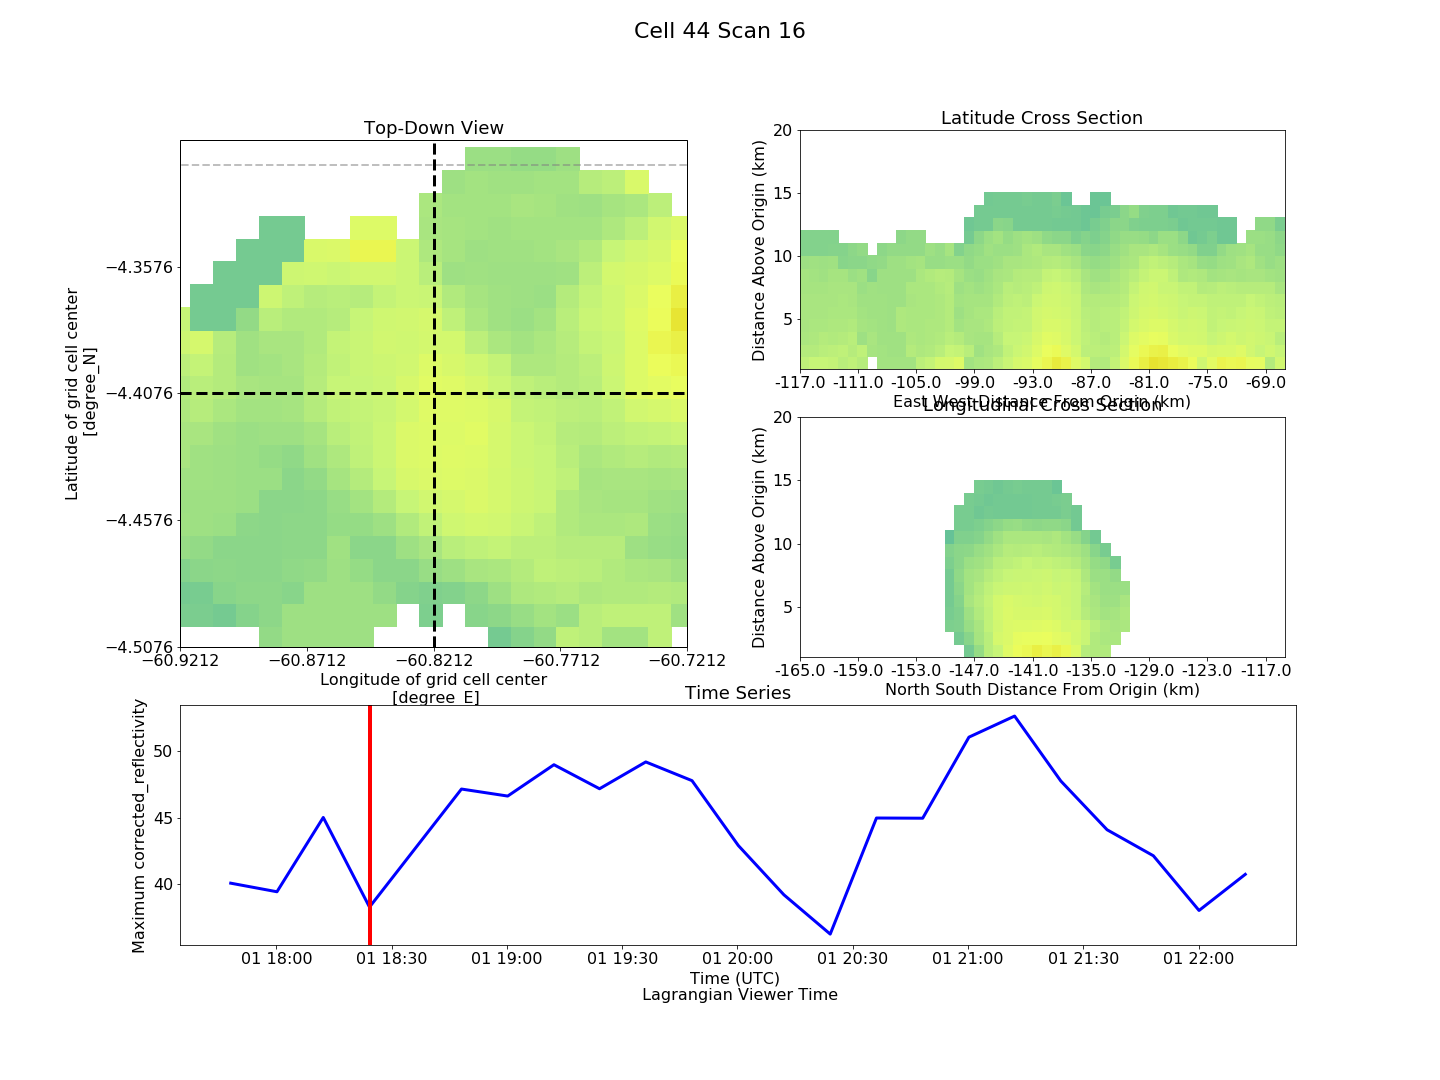 Cell 44 Scan 16
Top-Down View
Latitude of grid cell center
[degree_N]
−4.3576
−4.4076
−4.4576
−4.5076
−60.9212 −60.8712 −60.8212 −60.7712 −60.7212
Longitude of grid cell center
[degree_E]
Latitude Cross Section
Distance Above Origin (km)
20
15
10
5
-117.0 -111.0 -105.0 -99.0 -93.0 -87.0 -81.0 -75.0 -69.0
East West Distance From Origin (km)
Longitudinal Cross Section
Distance Above Origin (km)
20
15
10
5
-165.0 -159.0 -153.0 -147.0 -141.0 -135.0 -129.0 -123.0 -117.0
North South Distance From Origin (km)
Time Series
Maximum corrected_reflectivity
50
45
40
01 18:00 01 18:30 01 19:00 01 19:30 01 20:00 01 20:30 01 21:00 01 21:30 01 22:00
Time (UTC)
Lagrangian Viewer Time